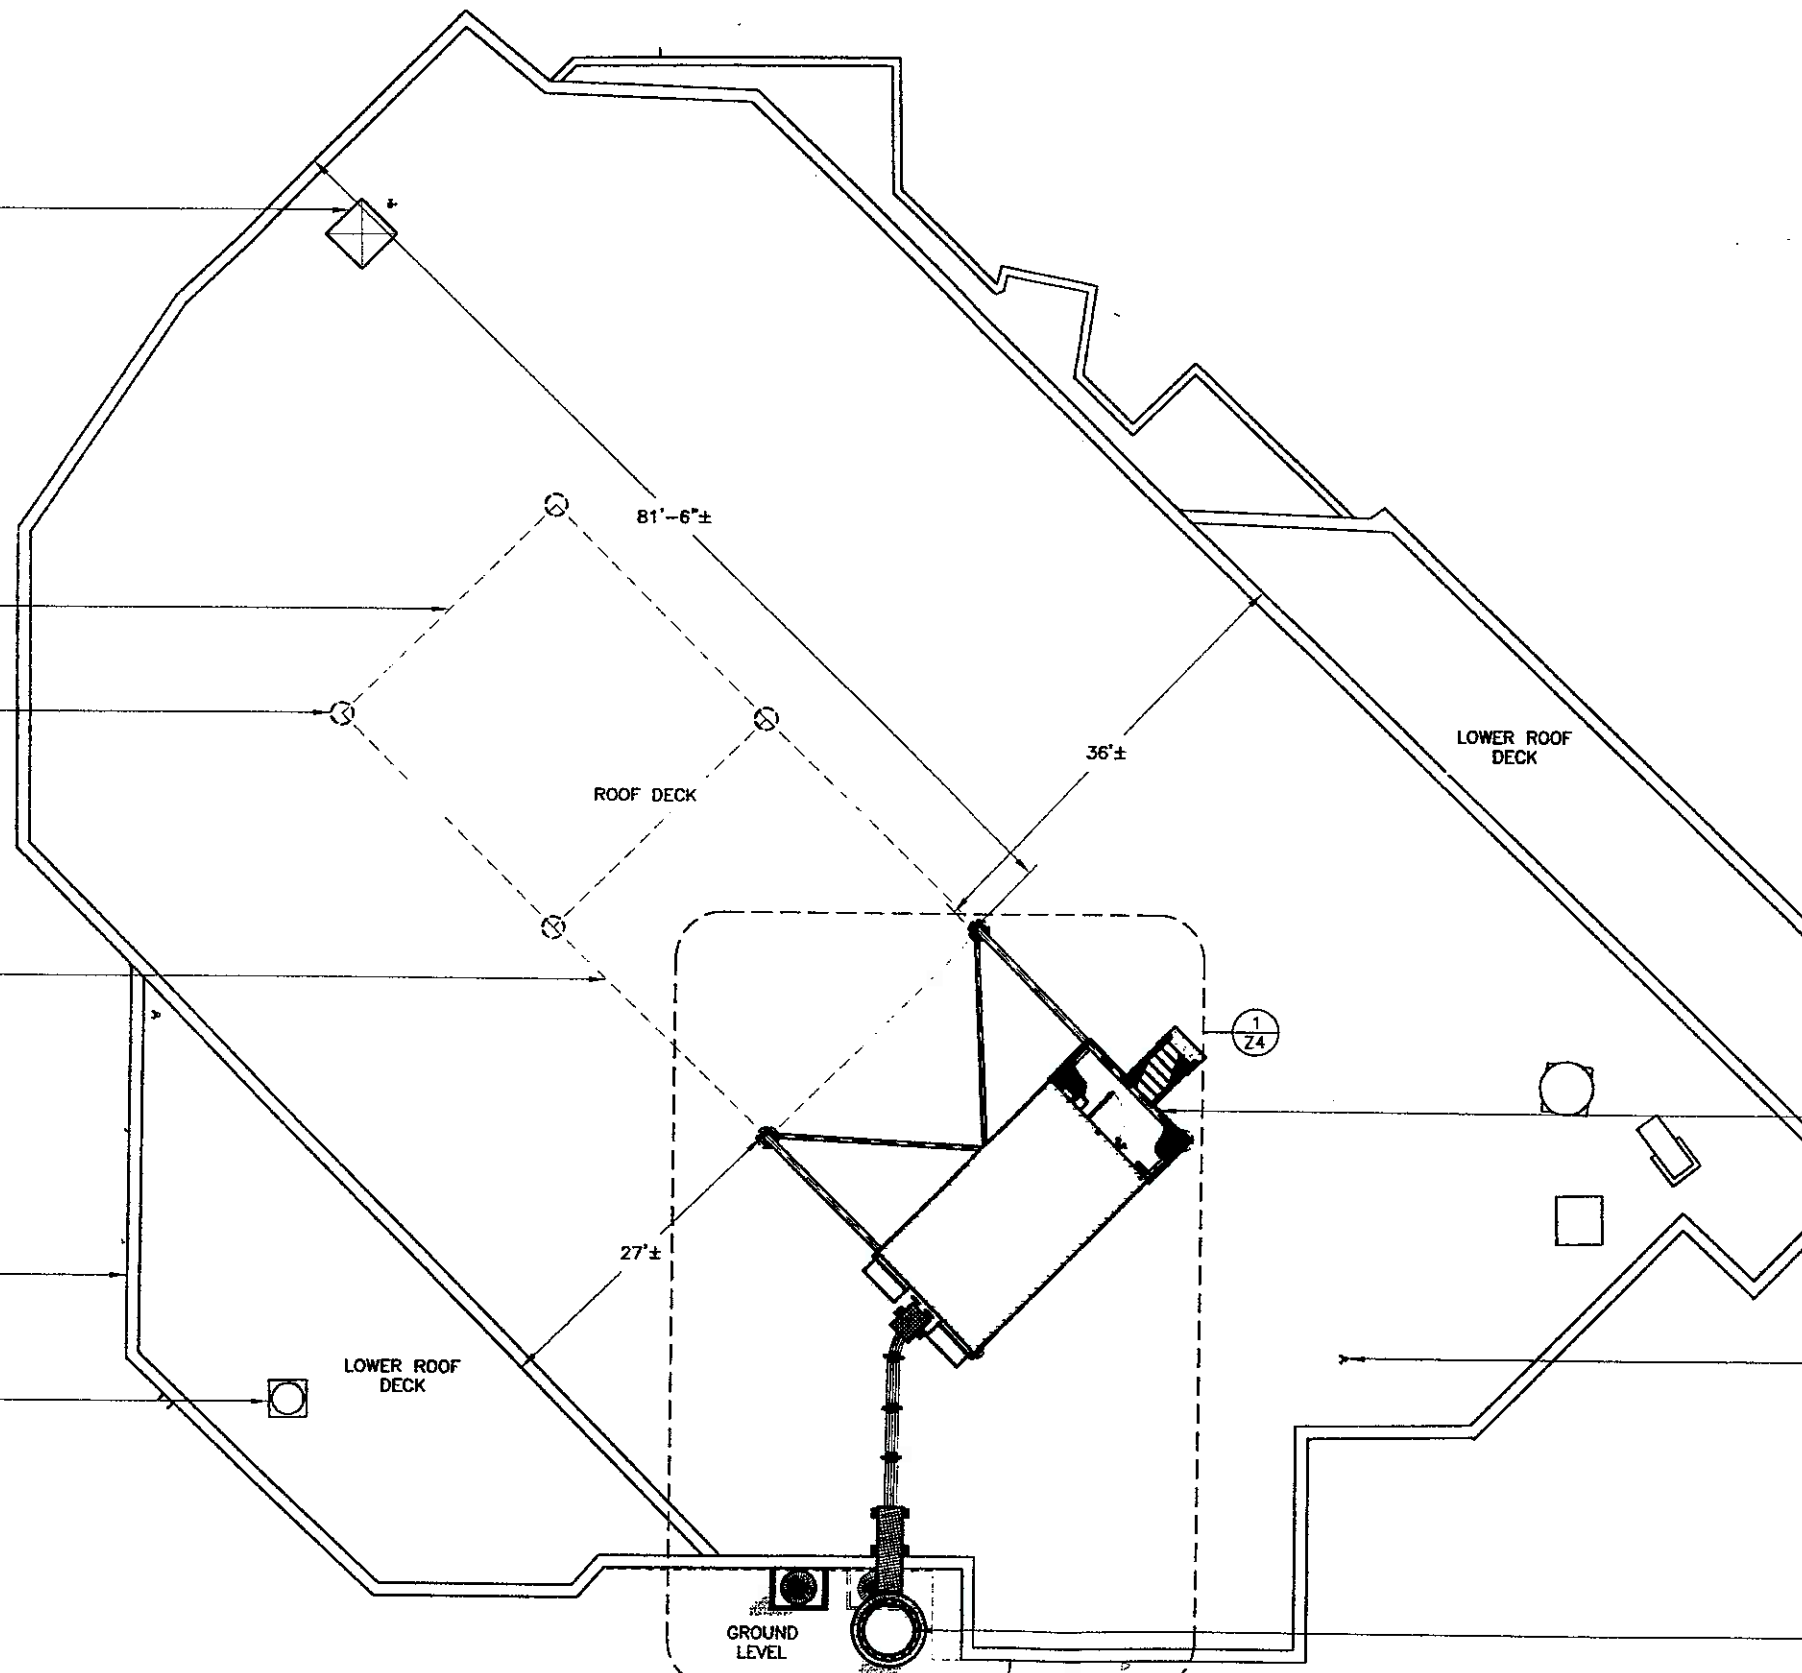 81'-6"±
36'±
LOWER ROOF
DECK
ROOF DECK
1
Z4
27'±
LOWER ROOF
DECK
GROUND
LEVEL